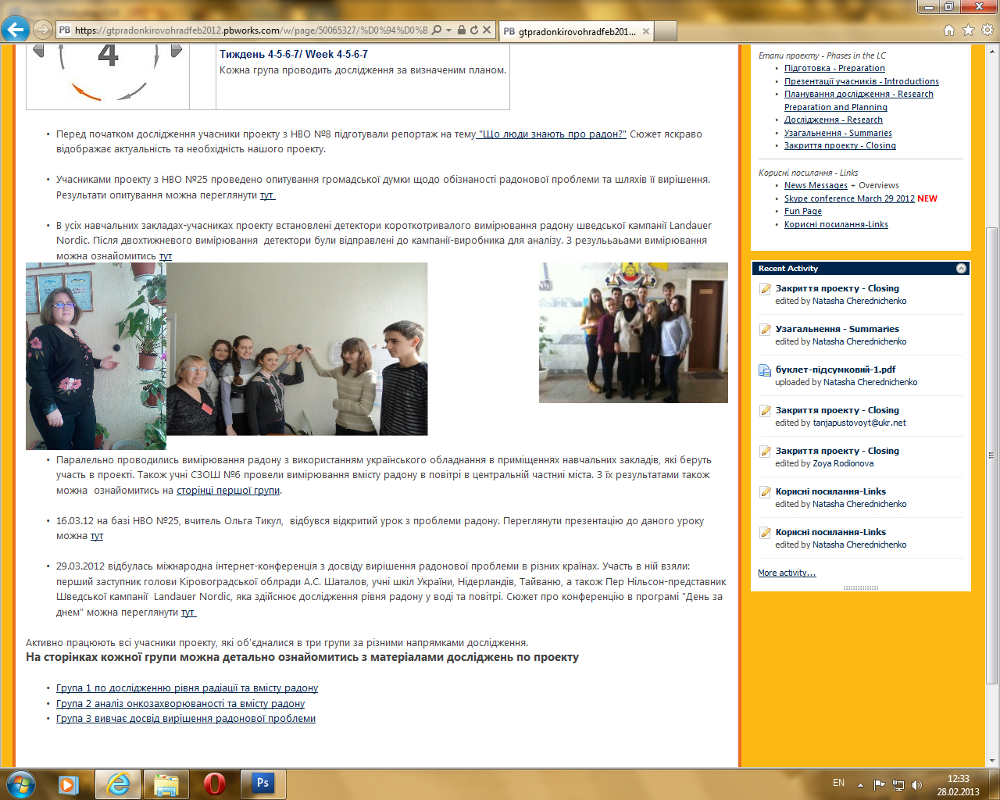 https://gtpradonkirovohradfeb2012.pbworks.com/w/page/50065327/%D0%94%D0%B
gtpradonkirovohradfeb201...
4
Тиждень 4-5-6-7/ Week 4-5-6-7
Кожна група проводить дослідження за визначеним планом.
Перед початком дослідження учасники проекту з НВО №8 підготували репортаж на тему "Що люди знають про радон?" Сюжет яскраво
відображає актуальність та необхідність нашого проекту.
Учасниками проекту з НВО №25 проведено опитування громадської думки щодо обізнаності радонової проблеми та шляхів її вирішення.
Результати опитування можна переглянути тут
В усіх навчальних закладах-учасниках проекту встановлені детектори короткотривалого вимірювання радону шведської кампанії Landauer
Nordic. Після двохтижневого вимірювання детектори були відправлені до кампанії-виробника для аналізу. З резулььаьами вимірювання
можна ознайомитись тут
Паралельно проводились вимірювання радону з використанням українського обладнання в приміщеннях навчальних закладів, які беруть
участь в проекті. Також учні СЗОШ №6 провели вимірювання вмісту радону в повітрі в центральній частниі міста. З їх результатами також
можна ознайомитись на сторінці першої групи.
16.03.12 на базі НВО №25, вчитель Ольга Тикул, відбувся відкритий урок з проблеми радону. Переглянути презентацію до даного уроку
можна тут
29.03.2012 відбулась міжнародна інтернет-конференція з досвіду вирішення радонової проблеми в різних країнах. Участь в ній взяли:
перший заступник голови Кіровоградської облради А.С. Шаталов, учні шкіл України, Нідерландів, Тайваню, а також Пер Нільсон-представник
Шведської кампанії Landauer Nordic, яка здійснює дослідження рівня радону у воді та повітрі. Сюжет про конференцію в програмі "День за
днем" можна переглянути тут
Активно працюють всі учасники проекту, які об'єдналися в три групи за різними напрямками дослідження.
На сторінках кожної групи можна детально ознайомитись з матеріалами досліджень по проекту
Група 1 по дослідженню рівня радіації та вмісту радону
Група 2 аналіз онкозахворюваності та вмісту радону
Група 3 вивчає досвід вирішення радонової проблеми
Етапи проекту - Phases in the LC
Підготовка - Preparation
Презентації учасників - Introductions
Планування дослідження - Research
Preparation and Planning
Дослідження - Research
Узагальнення - Summaries
Закриття проекту - Closing
Корисні посилання - Links
News Messages + Overviews
Skype conference March 29 2012 NEW
Fun Page
Корисні посилання-Links
Recent Activity
Закриття проекту - Closing
edited by Natasha Cherednichenko
Узагальнення - Summaries
edited by Natasha Cherednichenko
буклет-підсумковий-1.pdf
uploaded by Natasha Cherednichenko
Закриття проекту - Closing
edited by tanjapustovoyt@ukr.net
Закриття проекту - Closing
edited by Zoya Rodionova
Корисні посилання-Links
edited by Natasha Cherednichenko
Корисні посилання-Links
edited by Natasha Cherednichenko
More activity...
Ps
EN
12:33
28.02.2013